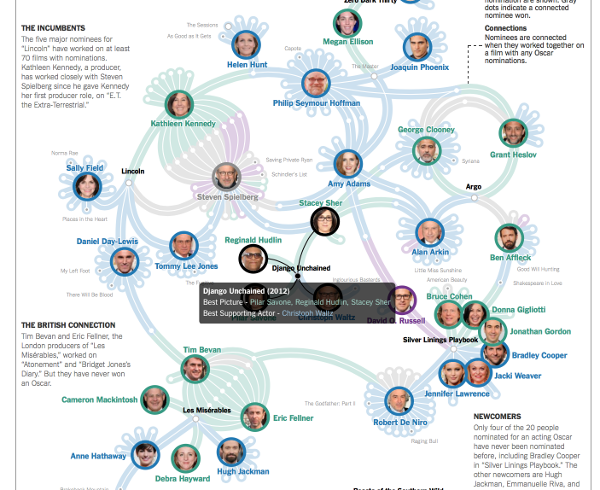 Zero Dark Thirty
nomination are shown. Gray
dots indicate a connected
nominee won.
Connections
Nominees are connected
when they worked together on
a film with any Oscar
nominations.
THE INCUMBENTS
The five major nominees for
"Lincoln" have worked on at least
70 films with nominations.
Kathleen Kennedy, a producer,
has worked closely with Steven
Spielberg since he gave Kennedy
her first producer role, on "E.T.
the Extra-Terrestrial."
The Sessions
As Good as It Gets
Helen Hunt
Megan Ellison
Joaquin Phoenix
Capote
The Master
Philip Seymour Hoffman
Kathleen Kennedy
George Clooney
Grant Heslov
Norma Rae
Sally Field
Lincoln
Saving Private Ryan
Schindler's List
Syriana
Steven Spielberg
Amy Adams
Argo
Places in the Heart
Stacey Sher
Daniel Day-Lewis
Tommy Lee Jones
Reginald Hudlin
Alan Arkin
Ben Affleck
My Left Foot
Django Unchained
Little Miss Sunshine
Good Will Hunting
There Will Be Blood
Inglourious Basterds
American Beauty
Shakespeare in Love
Django Unchained (2012)
Best Picture - Pilar Savone, Reginald Hudlin, Stacey Sher
Best Supporting Actor - Christoph Waltz
Pilar Savone
Christoph Waltz
David O. Russell
Bruce Cohen
Donna Gigliotti
Jonathan Gordon
Silver Linings Playbook
Bradley Cooper
Jacki Weaver
Jennifer Lawrence
THE BRITISH CONNECTION
Tim Bevan and Eric Fellner, the
London producers of "Les
Misérables," worked on
"Atonement" and "Bridget Jones's
Diary." But they have never won
an Oscar.
Tim Bevan
Cameron Mackintosh
Les Misérables
Eric Fellner
The Godfather: Part II
Robert De Niro
Raging Bull
Anne Hathaway
Debra Hayward
Hugh Jackman
NEWCOMERS
Only four of the 20 people
nominated for an acting Oscar
have never been nominated
before, including Bradley Cooper
in "Silver Linings Playbook." The
other newcomers are Hugh
Jackman, Emmanuelle Riva, and